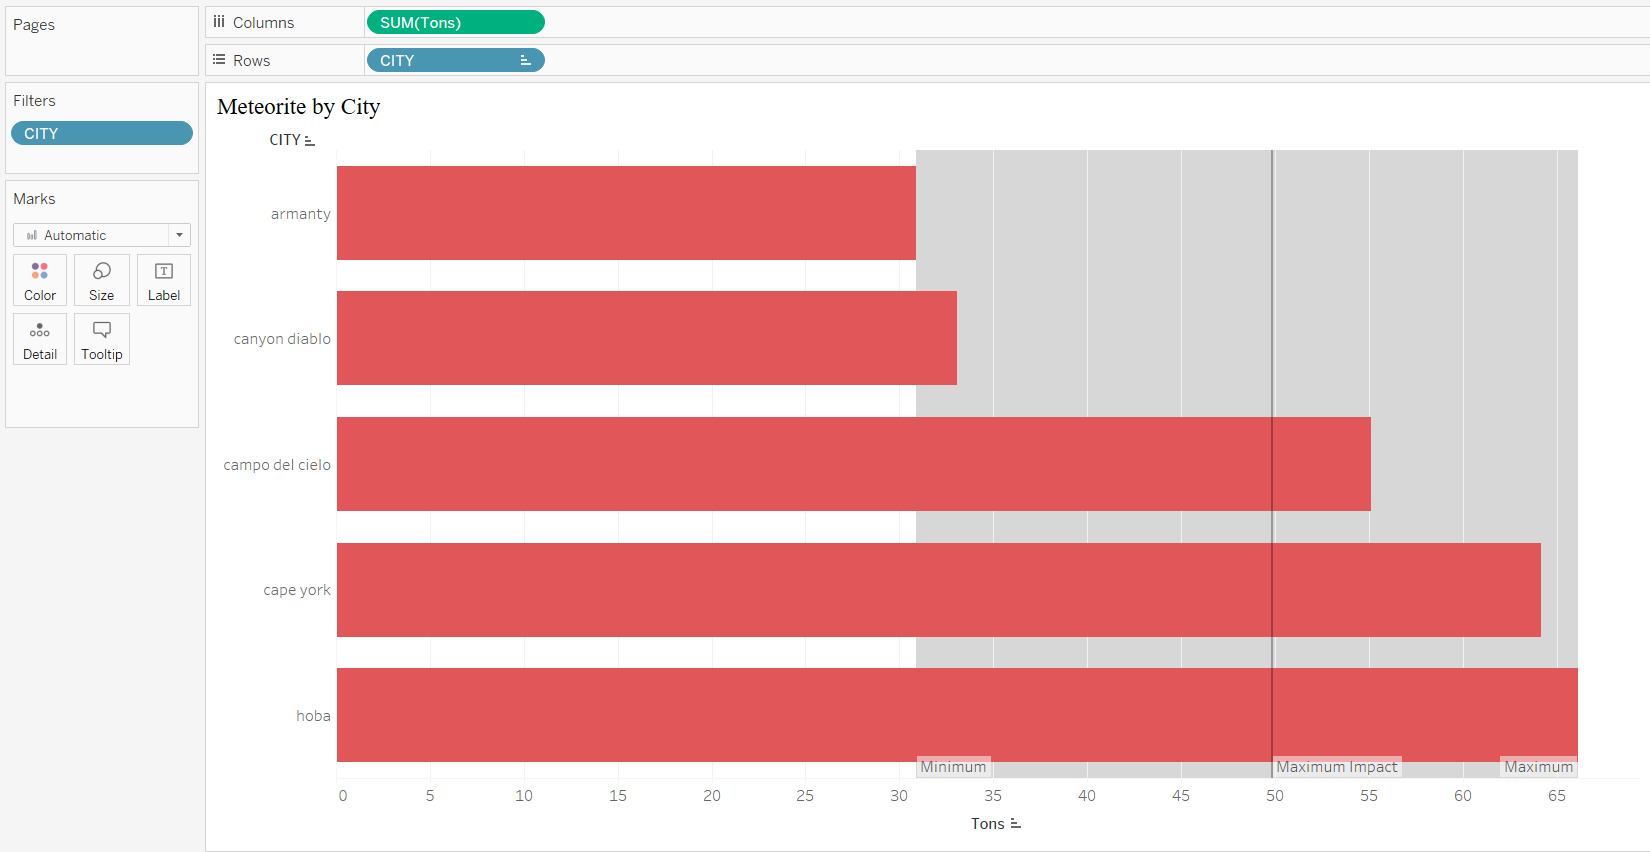 Pages
Columns
SUM(Tons)
Rows
CITY
Filters
CITY
Marks
Automatic
Color
Size
T
Label
Detail
Tooltip
Meteorite by City
CITY
armanty
canyon diablo
campo del cielo
cape york
hoba
Minimum
Maximum Impact
Maximum
0 5 10 15 20 25 30 35 40 45 50 55 60 65
Tons